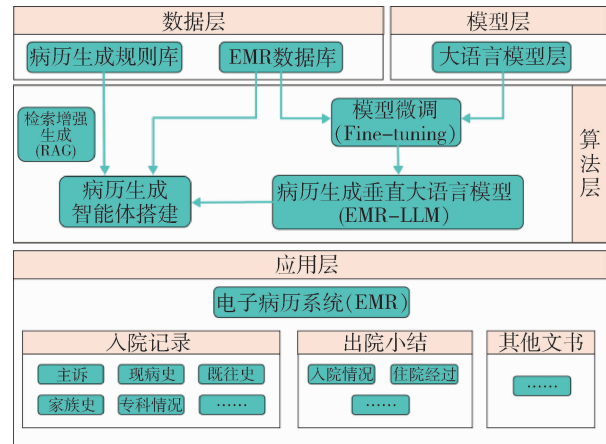 数据层
模型层
病历生成规则库
EMR数据库
大语言模型层
检索增强
生成
(RAG)
模型微调
(Fine-tuning)
算法层
病历生成
智能体搭建
病历生成垂直大语言模型
(EMR-LLM)
应用层
电子病历系统(EMR)
入院记录
主诉
现病史
既往史
家族史
专科情况
……
出院小结
入院情况
住院经过
……
其他文书
……